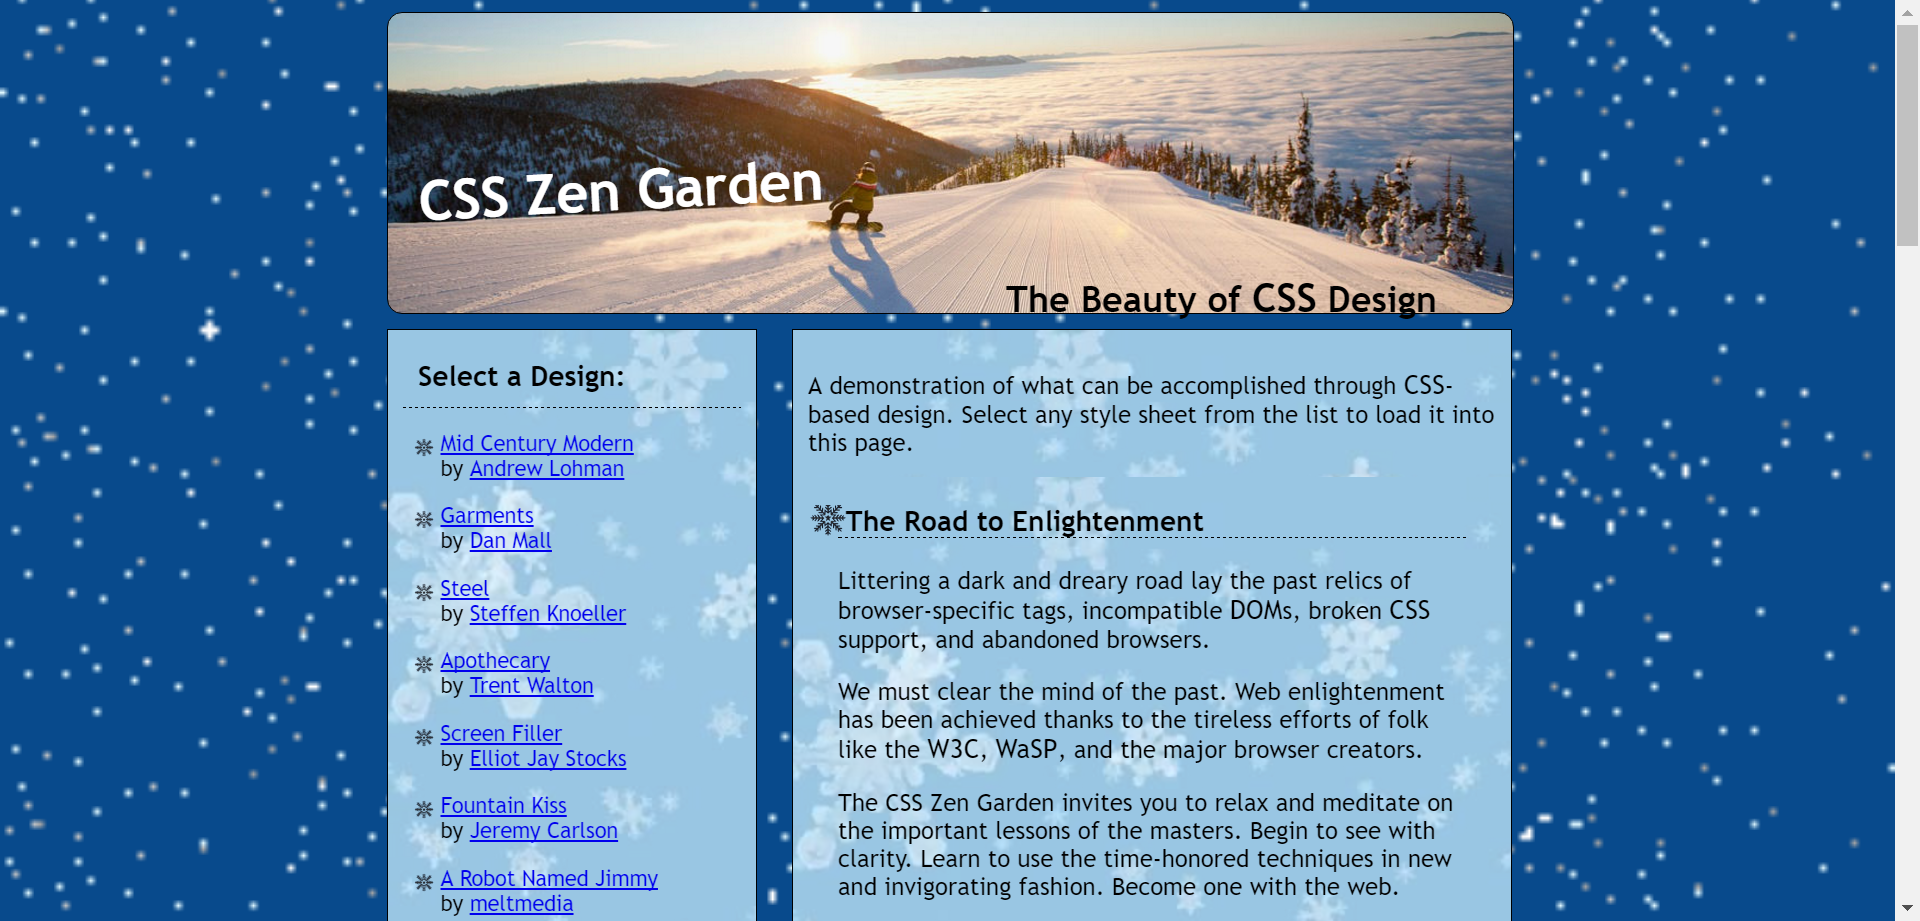 CSS Zen Garden
The Beauty of CSS Design
Select a Design:
Mid Century Modern
by Andrew Lohman
Garments
by Dan Mall
Steel
by Steffen Knoeller
Apothecary
by Trent Walton
Screen Filler
by Elliot Jay Stocks
Fountain Kiss
by Jeremy Carlson
A Robot Named Jimmy
by meltmedia
A demonstration of what can be accomplished through CSS-
based design. Select any style sheet from the list to load it into
this page.
The Road to Enlightenment
Littering a dark and dreary road lay the past relics of
browser-specific tags, incompatible DOMs, broken CSS
support, and abandoned browsers.
We must clear the mind of the past. Web enlightenment
has been achieved thanks to the tireless efforts of folk
like the W3C, WaSP, and the major browser creators.
The CSS Zen Garden invites you to relax and meditate on
the important lessons of the masters. Begin to see with
clarity. Learn to use the time-honored techniques in new
and invigorating fashion. Become one with the web.